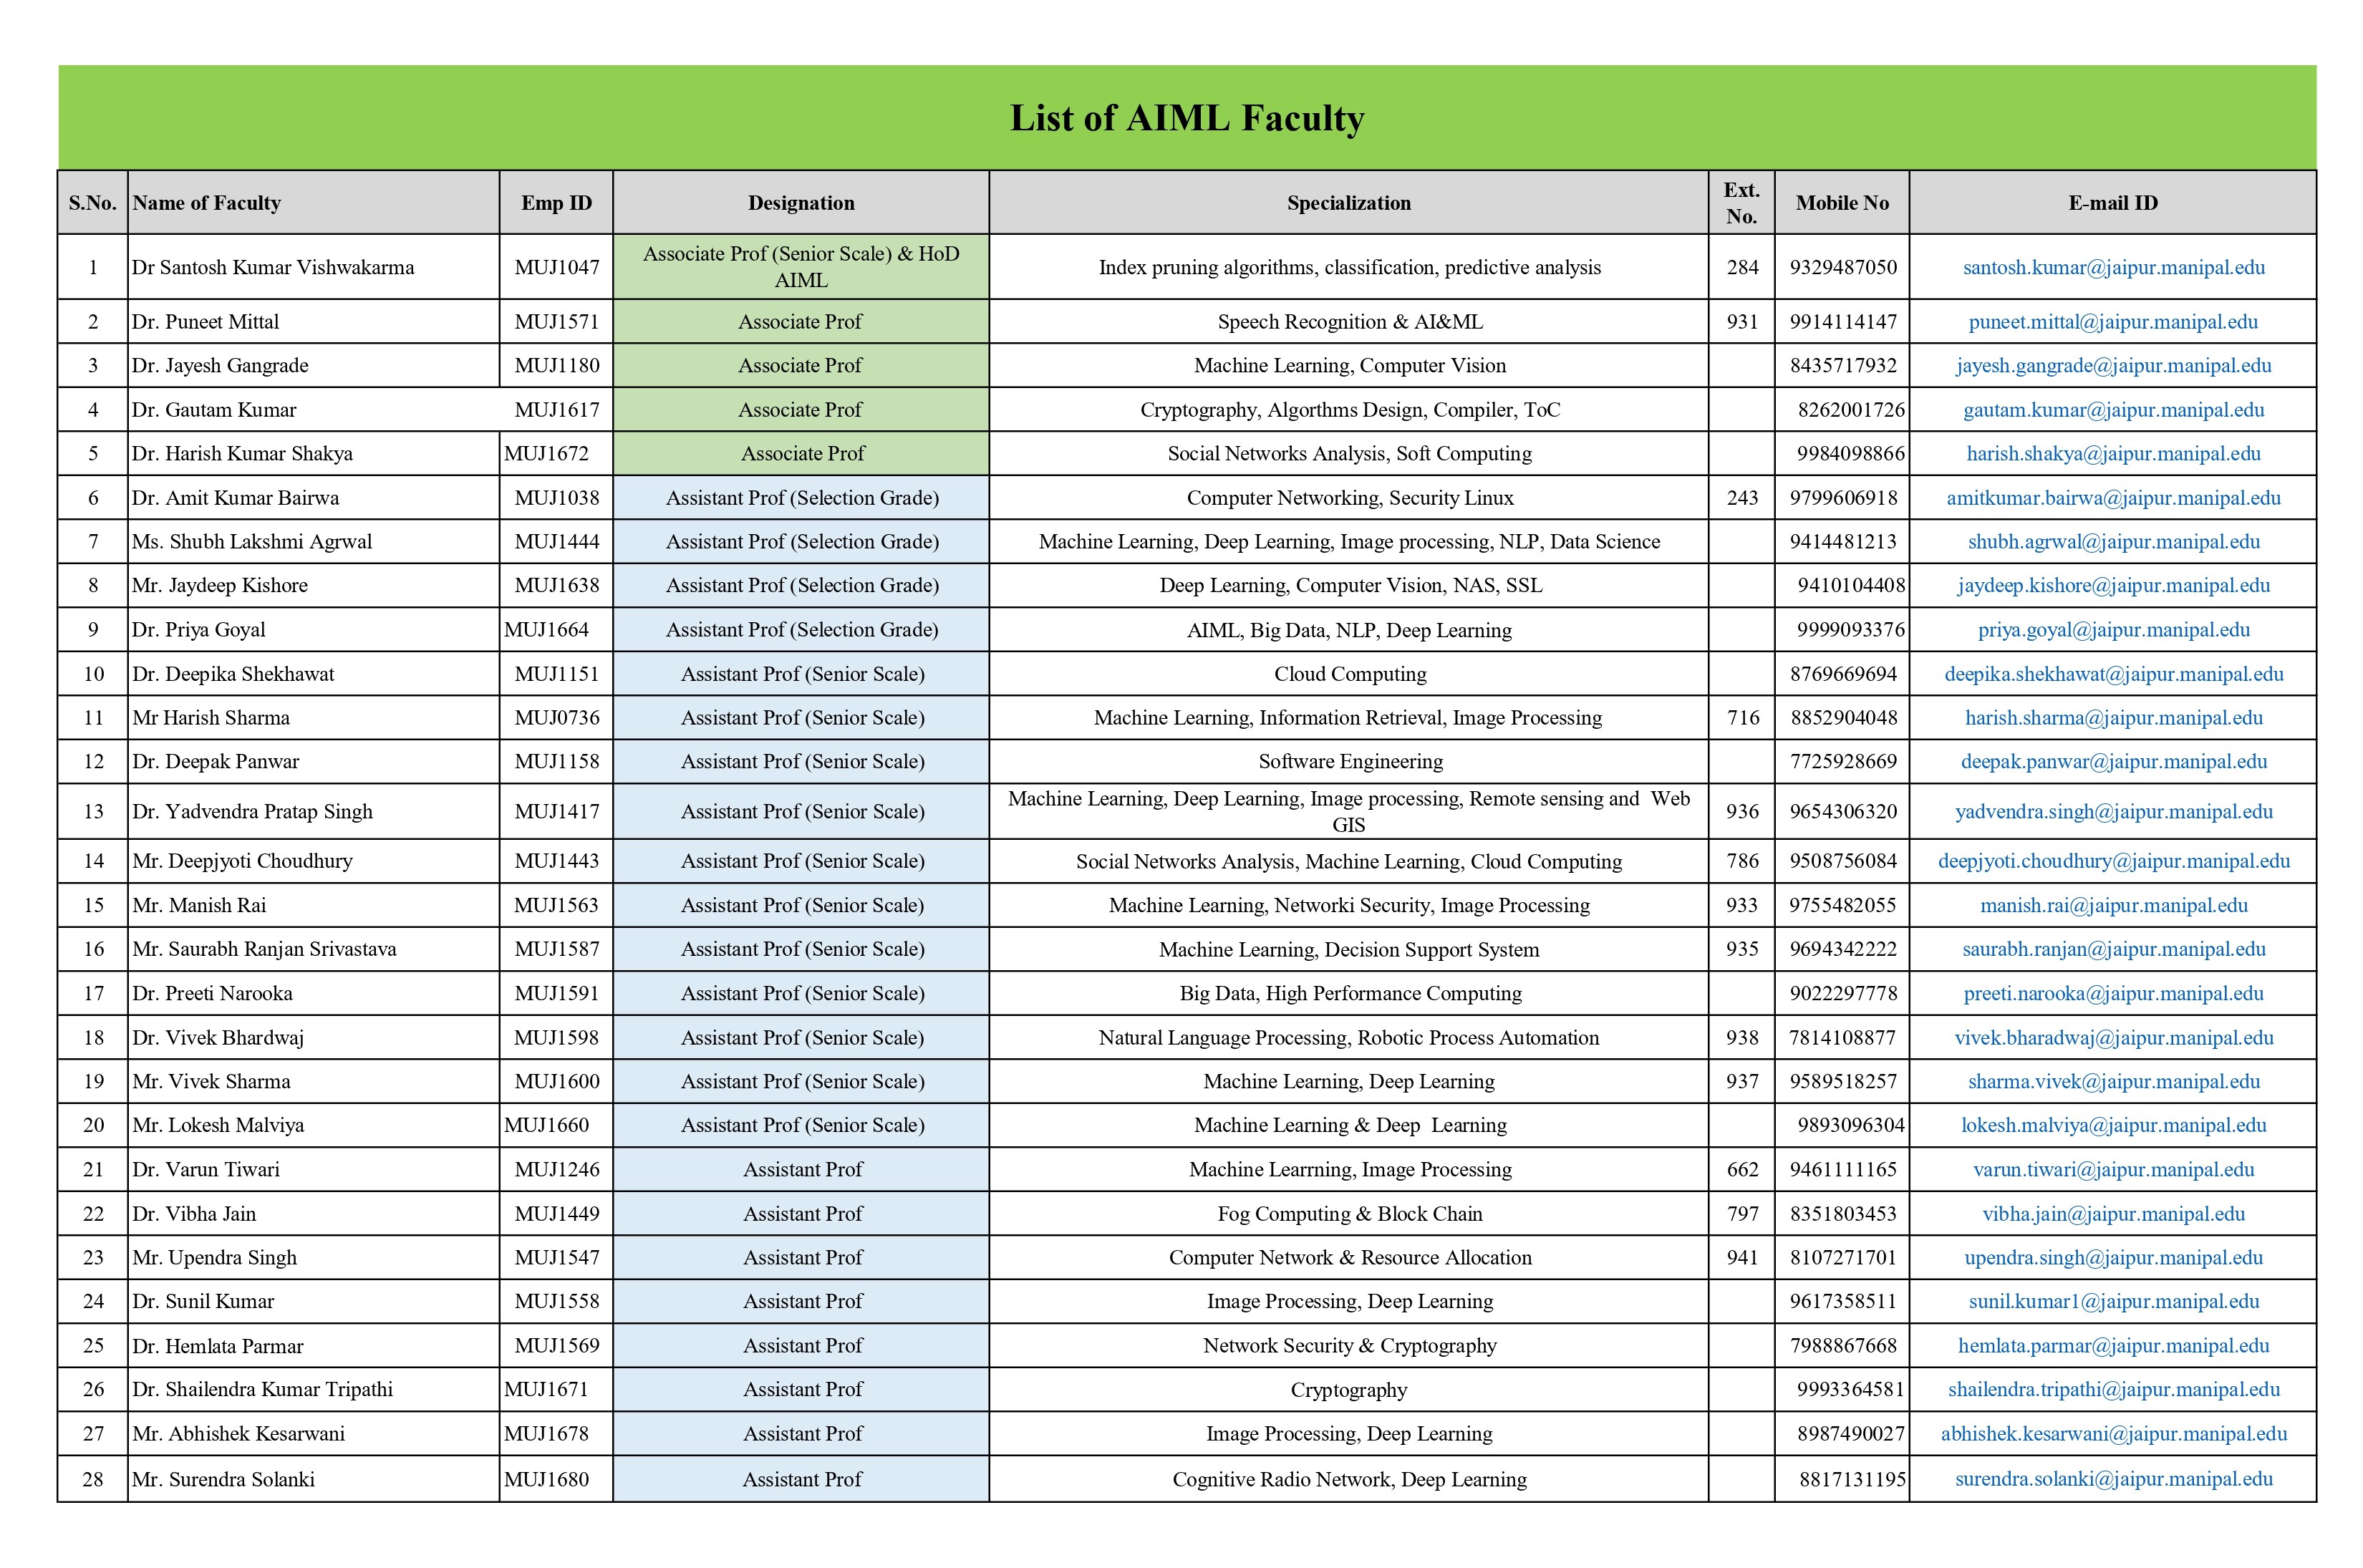 List of AIML Faculty
S.No. Name of Faculty Emp ID Designation Specialization Ext. No. Mobile No E-mail ID
1 Dr Santosh Kumar Vishwakarma MUJ1047 Associate Prof (Senior Scale) & HoD AIML Index pruning algorithms, classification, predictive analysis 284 9329487050 santosh.kumar@jaipur.manipal.edu
2 Dr. Puneet Mittal MUJ1571 Associate Prof Speech Recognition & AI&ML 931 9914114147 puneet.mittal@jaipur.manipal.edu
3 Dr. Jayesh Gangrade MUJ1180 Associate Prof Machine Learning, Computer Vision 8435717932 jayesh.gangrade@jaipur.manipal.edu
4 Dr. Gautam Kumar MUJ1617 Associate Prof Cryptography, Algorthms Design, Compiler, ToC 8262001726 gautam.kumar@jaipur.manipal.edu
5 Dr. Harish Kumar Shakya MUJ1672 Associate Prof Social Networks Analysis, Soft Computing 9984098866 harish.shakya@jaipur.manipal.edu
6 Dr. Amit Kumar Bairwa MUJ1038 Assistant Prof (Selection Grade) Computer Networking, Security Linux 243 9799606918 amitkumar.bairwa@jaipur.manipal.edu
7 Ms. Shubh Lakshmi Agrwal MUJ1444 Assistant Prof (Selection Grade) Machine Learning, Deep Learning, Image processing, NLP, Data Science 9414481213 shubh.agrwal@jaipur.manipal.edu
8 Mr. Jaydeep Kishore MUJ1638 Assistant Prof (Selection Grade) Deep Learning, Computer Vision, NAS, SSL 9410104408 jaydeep.kishore@jaipur.manipal.edu
9 Dr. Priya Goyal MUJ1664 Assistant Prof (Selection Grade) AIML, Big Data, NLP, Deep Learning 9999093376 priya.goyal@jaipur.manipal.edu
10 Dr. Deepika Shekhawat MUJ1151 Assistant Prof (Senior Scale) Cloud Computing 8769669694 deepika.shekhawat@jaipur.manipal.edu
11 Mr Harish Sharma MUJ0736 Assistant Prof (Senior Scale) Machine Learning, Information Retrieval, Image Processing 716 8852904048 harish.sharma@jaipur.manipal.edu
12 Dr. Deepak Panwar MUJ1158 Assistant Prof (Senior Scale) Software Engineering 7725928669 deepak.panwar@jaipur.manipal.edu
13 Dr. Yadvendra Pratap Singh MUJ1417 Assistant Prof (Senior Scale) Machine Learning, Deep Learning, Image processing, Remote sensing and Web GIS 936 9654306320 yadvendra.singh@jaipur.manipal.edu
14 Mr. Deepjyoti Choudhury MUJ1443 Assistant Prof (Senior Scale) Social Networks Analysis, Machine Learning, Cloud Computing 786 9508756084 deepjyoti.choudhury@jaipur.manipal.edu
15 Mr. Manish Rai MUJ1563 Assistant Prof (Senior Scale) Machine Learning, Networki Security, Image Processing 933 9755482055 manish.rai@jaipur.manipal.edu
16 Mr. Saurabh Ranjan Srivastava MUJ1587 Assistant Prof (Senior Scale) Machine Learning, Decision Support System 935 9694342222 saurabh.ranjan@jaipur.manipal.edu
17 Dr. Preeti Narooka MUJ1591 Assistant Prof (Senior Scale) Big Data, High Performance Computing 9022297778 preeti.narooka@jaipur.manipal.edu
18 Dr. Vivek Bhardwaj MUJ1598 Assistant Prof (Senior Scale) Natural Language Processing, Robotic Process Automation 938 7814108877 vivek.bharadwaj@jaipur.manipal.edu
19 Mr. Vivek Sharma MUJ1600 Assistant Prof (Senior Scale) Machine Learning, Deep Learning 937 9589518257 sharma.vivek@jaipur.manipal.edu
20 Mr. Lokesh Malviya MUJ1660 Assistant Prof (Senior Scale) Machine Learning & Deep Learning 9893096304 lokesh.malviya@jaipur.manipal.edu
21 Dr. Varun Tiwari MUJ1246 Assistant Prof Machine Learrning, Image Processing 662 9461111165 varun.tiwari@jaipur.manipal.edu
22 Dr. Vibha Jain MUJ1449 Assistant Prof Fog Computing & Block Chain 797 8351803453 vibha.jain@jaipur.manipal.edu
23 Mr. Upendra Singh MUJ1547 Assistant Prof Computer Network & Resource Allocation 941 8107271701 upendra.singh@jaipur.manipal.edu
24 Dr. Sunil Kumar MUJ1558 Assistant Prof Image Processing, Deep Learning 9617358511 sunil.kumar1@jaipur.manipal.edu
25 Dr. Hemlata Parmar MUJ1569 Assistant Prof Network Security & Cryptography 7988867668 hemlata.parmar@jaipur.manipal.edu
26 Dr. Shailendra Kumar Tripathi MUJ1671 Assistant Prof Cryptography 9993364581 shailendra.tripathi@jaipur.manipal.edu
27 Mr. Abhishek Kesarwani MUJ1678 Assistant Prof Image Processing, Deep Learning 8987490027 abhishek.kesarwani@jaipur.manipal.edu
28 Mr. Surendra Solanki MUJ1680 Assistant Prof Cognitive Radio Network, Deep Learning 8817131195 surendra.solanki@jaipur.manipal.edu